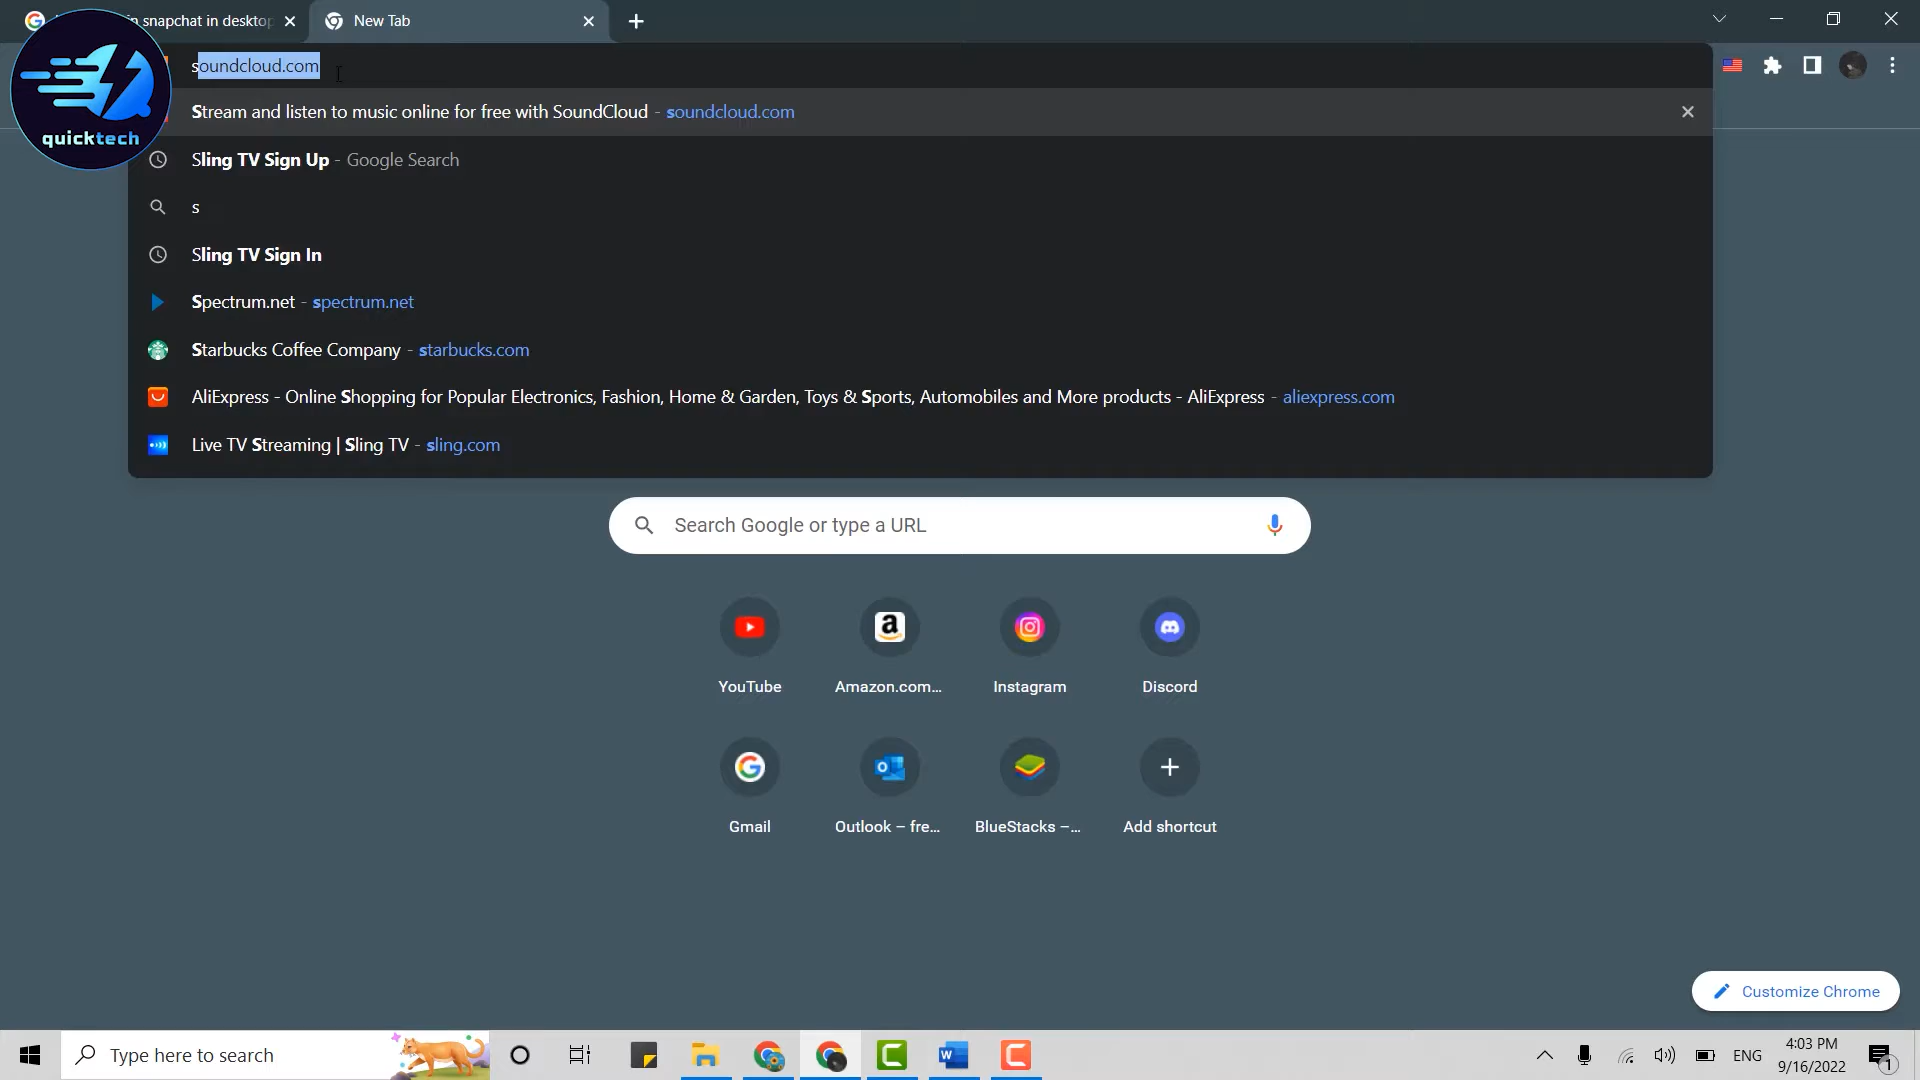 in snapchat in deskto
New Tab
soundcloud.com
quicktech
Stream and listen to music online for free with SoundCloud - soundcloud.com
Sling TV Sign Up - Google Search
s
Sling TV Sign In
Spectrum.net - spectrum.net
Starbucks Coffee Company - starbucks.com
AliExpress - Online Shopping for Popular Electronics, Fashion, Home & Garden, Toys & Sports, Automobiles and More products - AliExpress - aliexpress.com
Live TV Streaming | Sling TV - sling.com
Search Google or type a URL
YouTube
Amazon.com...
Instagram
Discord
Gmail
Outlook – fre...
BlueStacks –...
Add shortcut
Customize Chrome
Type here to search
ENG
4:03 PM
9/16/2022
1